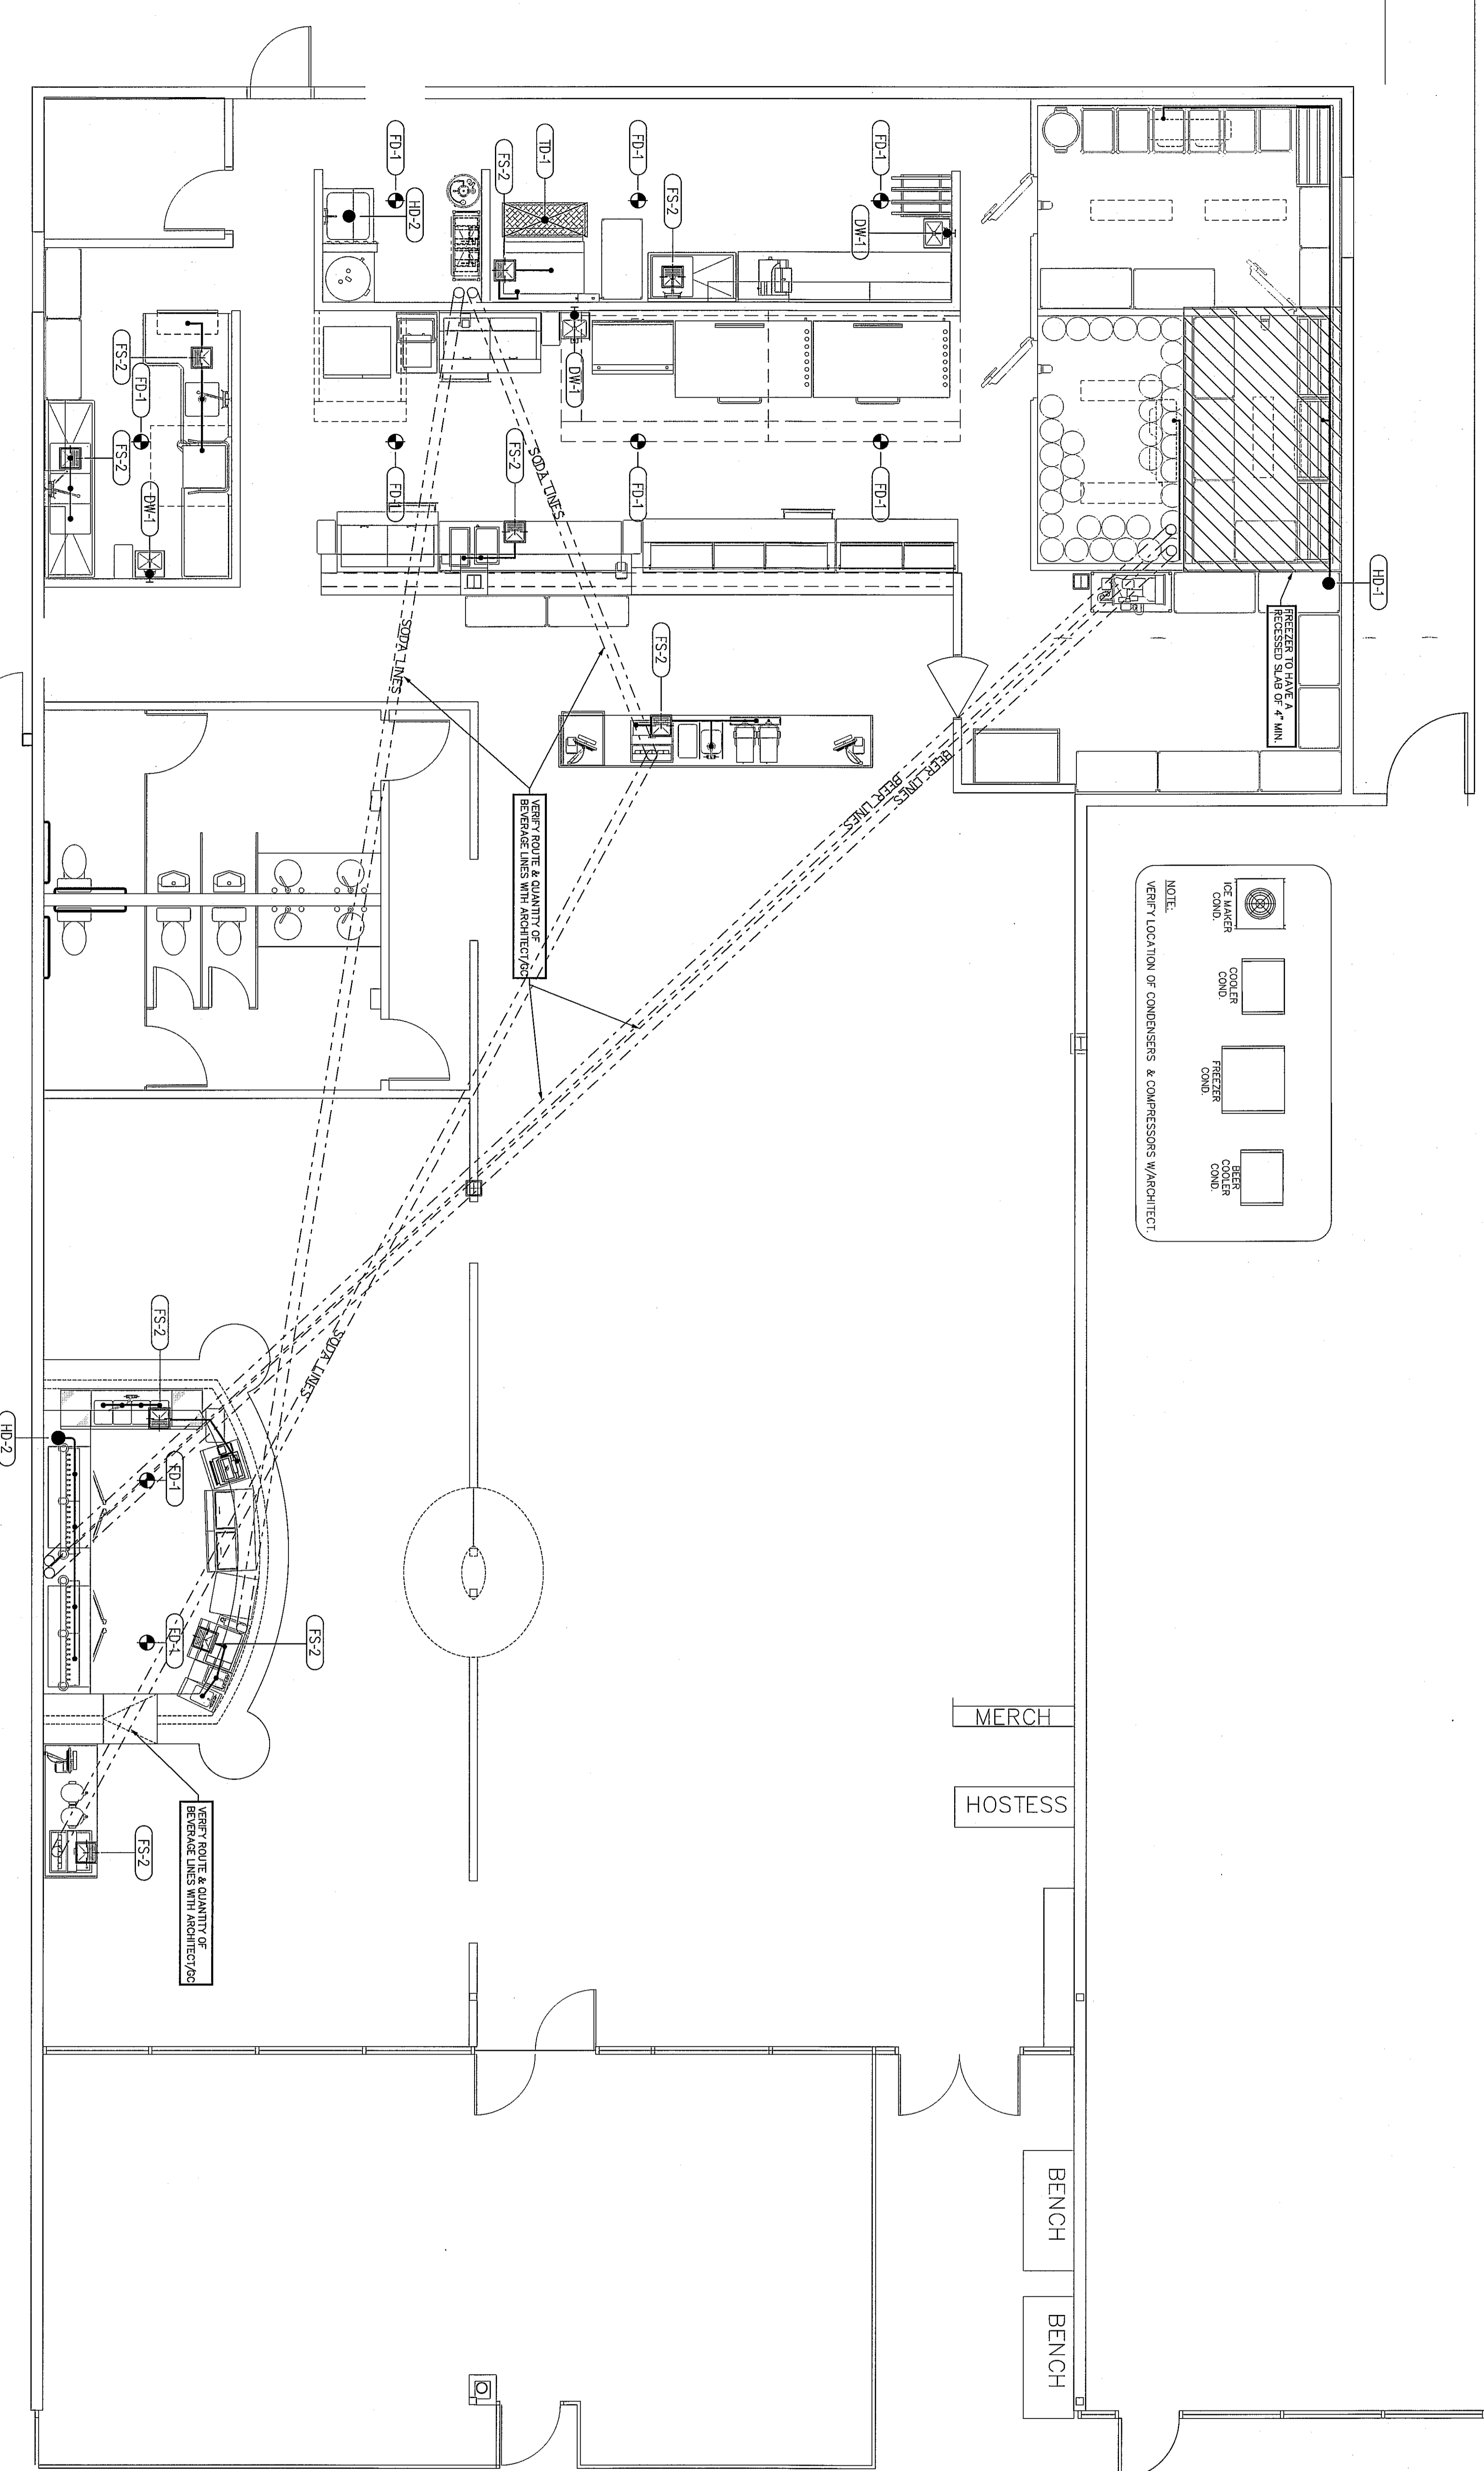 HD-1
FREEZER TO HAVE A
RECESSED SLAB OF 4" MIN.
FD-1
FD-1
FD-1
TD-1
FS-2
FS-2
HD-2
DW-1
DW-1
FS-2
FD-1
FS-2
DW-1
FD-1
FD-1
FD-1
FS-2
SODA LINES
SODA LINES
FS-2
BEER LINES
BEER LINES
VERIFY ROUTE & QUANTITY OF
BEVERAGE LINES WITH ARCHITECT/GC
ICE MAKER
COND.
COOLER
COND.
FREEZER
COND.
BEER
COOLER
COND.
NOTE:
VERIFY LOCATION OF CONDENSERS & COMPRESSORS W/ARCHITECT.
SODA LINES
FS-2
HD-2
FD-1
FD-1
FS-2
FS-2
VERIFY ROUTE & QUANTITY OF
BEVERAGE LINES WITH ARCHITECT/GC
MERCH
HOSTESS
BENCH
BENCH